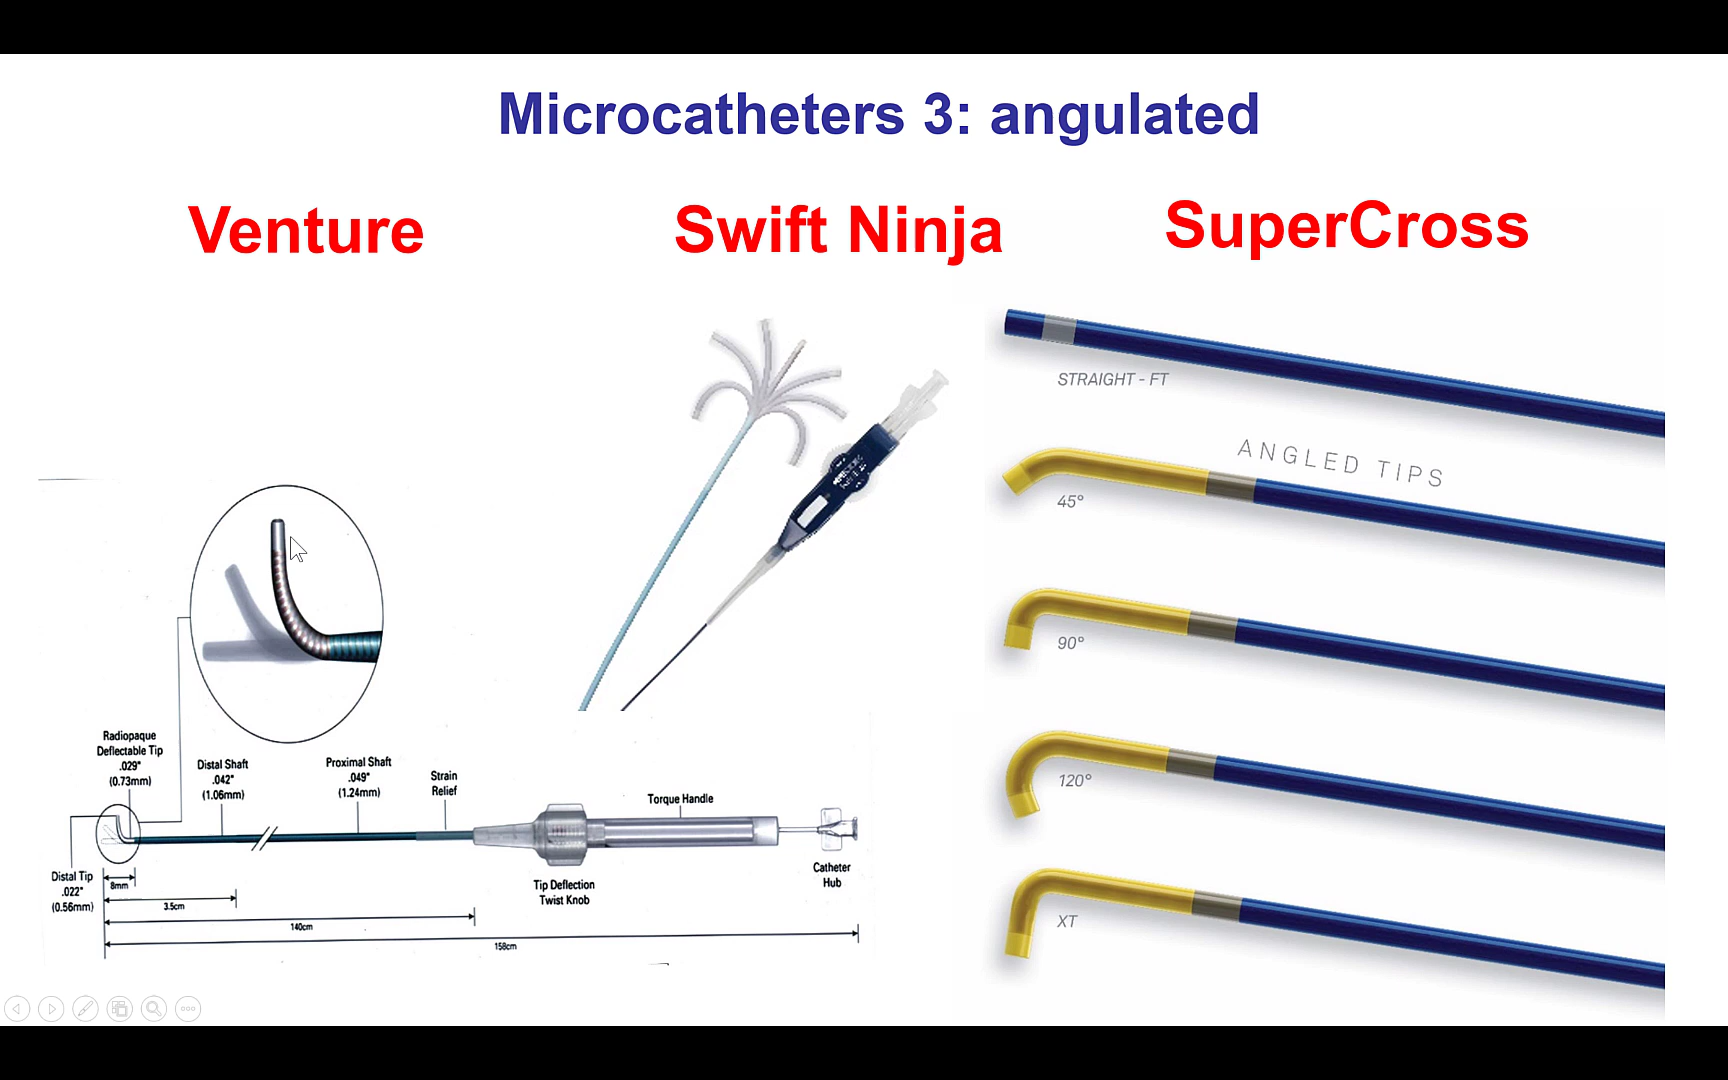 Microcatheters 3: angulated
Venture
Swift Ninja
SuperCross
STRAIGHT - FT
ANGLED TIPS
45°
90°
120°
XT
Radiopaque
Deflectable Tip
.029"
(0.73mm)
Distal Shaft
.042"
(1.06mm)
Proximal Shaft
.049"
(1.24mm)
Strain
Relief
Torque Handle
Distal Tip
.022"
(0.56mm)
8mm
3.5cm
140cm
158cm
Tip Deflection
Twist Knob
Catheter
Hub